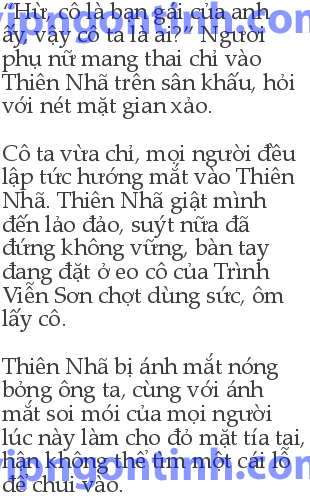 “Hừ, cô là bạn gái của anh
ấy, vậy cô ta là ai?” Người
phụ nữ mang thai chỉ vào
Thiên Nhã trên sân khấu, hỏi
với nét mặt gian xảo.
Cô ta vừa chỉ, mọi người đều
lập tức hướng mắt vào Thiên
Nhã. Thiên Nhã giật mình
đến lảo đảo, suýt nữa đã
đứng không vững, bàn tay
đang đặt ở eo cô của Trình
Viễn Sơn chợt dùng sức, ôm
lấy cô.
Thiên Nhã bị ánh mắt nóng
bỏng ông ta, cùng với ánh
mắt soi mói của mọi người
lúc này làm cho đỏ mặt tía tai,
hận không thể tìm một cái lỗ
để chui vào.
vipngontinh.com
vipngontinh.com